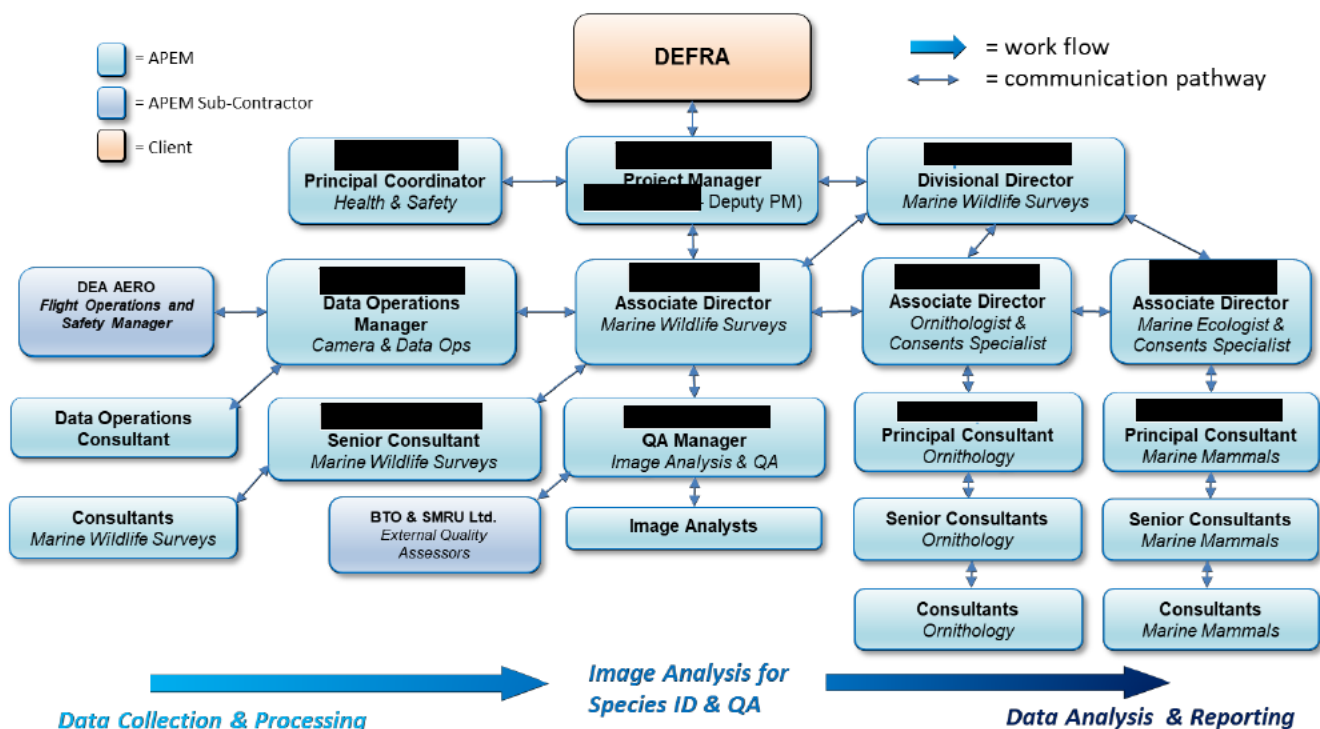 = APEM
= APEM Sub-Contractor
= Client
DEFRA
= work flow
= communication pathway
Principal Coordinator
Health & Safety
Project Manager
- Deputy PM)
Divisional Director
Marine Wildlife Surveys
DEA AERO
Flight Operations and
Safety Manager
Data Operations
Manager
Camera & Data Ops
Associate Director
Marine Wildlife Surveys
Associate Director
Ornithologist &
Consents Specialist
Associate Director
Marine Ecologist &
Consents Specialist
Data Operations
Consultant
Senior Consultant
Marine Wildlife Surveys
QA Manager
Image Analysis & QA
Principal Consultant
Ornithology
Principal Consultant
Marine Mammals
Consultants
Marine Wildlife Surveys
BTO & SMRU Ltd.
External Quality
Assessors
Image Analysts
Senior Consultants
Ornithology
Senior Consultants
Marine Mammals
Consultants
Ornithology
Consultants
Marine Mammals
Data Collection & Processing
Image Analysis for
Species ID & QA
Data Analysis & Reporting